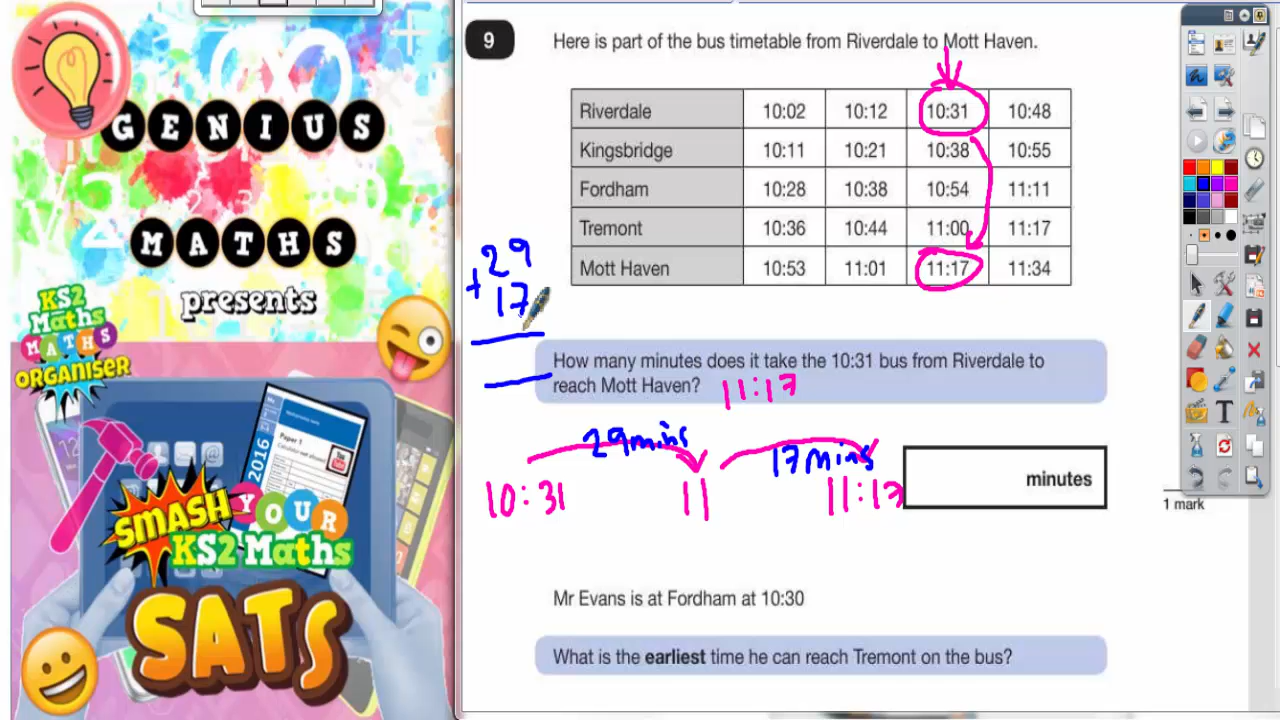 GENIUS
MATHS
presents
KS2
Maths
MATHS
ORGANISER
2016
Paper 1
You
Tube
SMASH YOUR
KS2 Maths
SATS
9
Here is part of the bus timetable from Riverdale to Mott Haven.
Riverdale 10:02 10:12 10:31 10:48
Kingsbridge 10:11 10:21 10:38 10:55
Fordham 10:28 10:38 10:54 11:11
Tremont 10:36 10:44 11:00 11:17
Mott Haven 10:53 11:01 11:17 11:34
29
+ 17
How many minutes does it take the 10:31 bus from Riverdale to
reach Mott Haven? 11:17
29mins 17mins
10:31 11 11:17
minutes
1 mark
Mr Evans is at Fordham at 10:30
What is the earliest time he can reach Tremont on the bus?